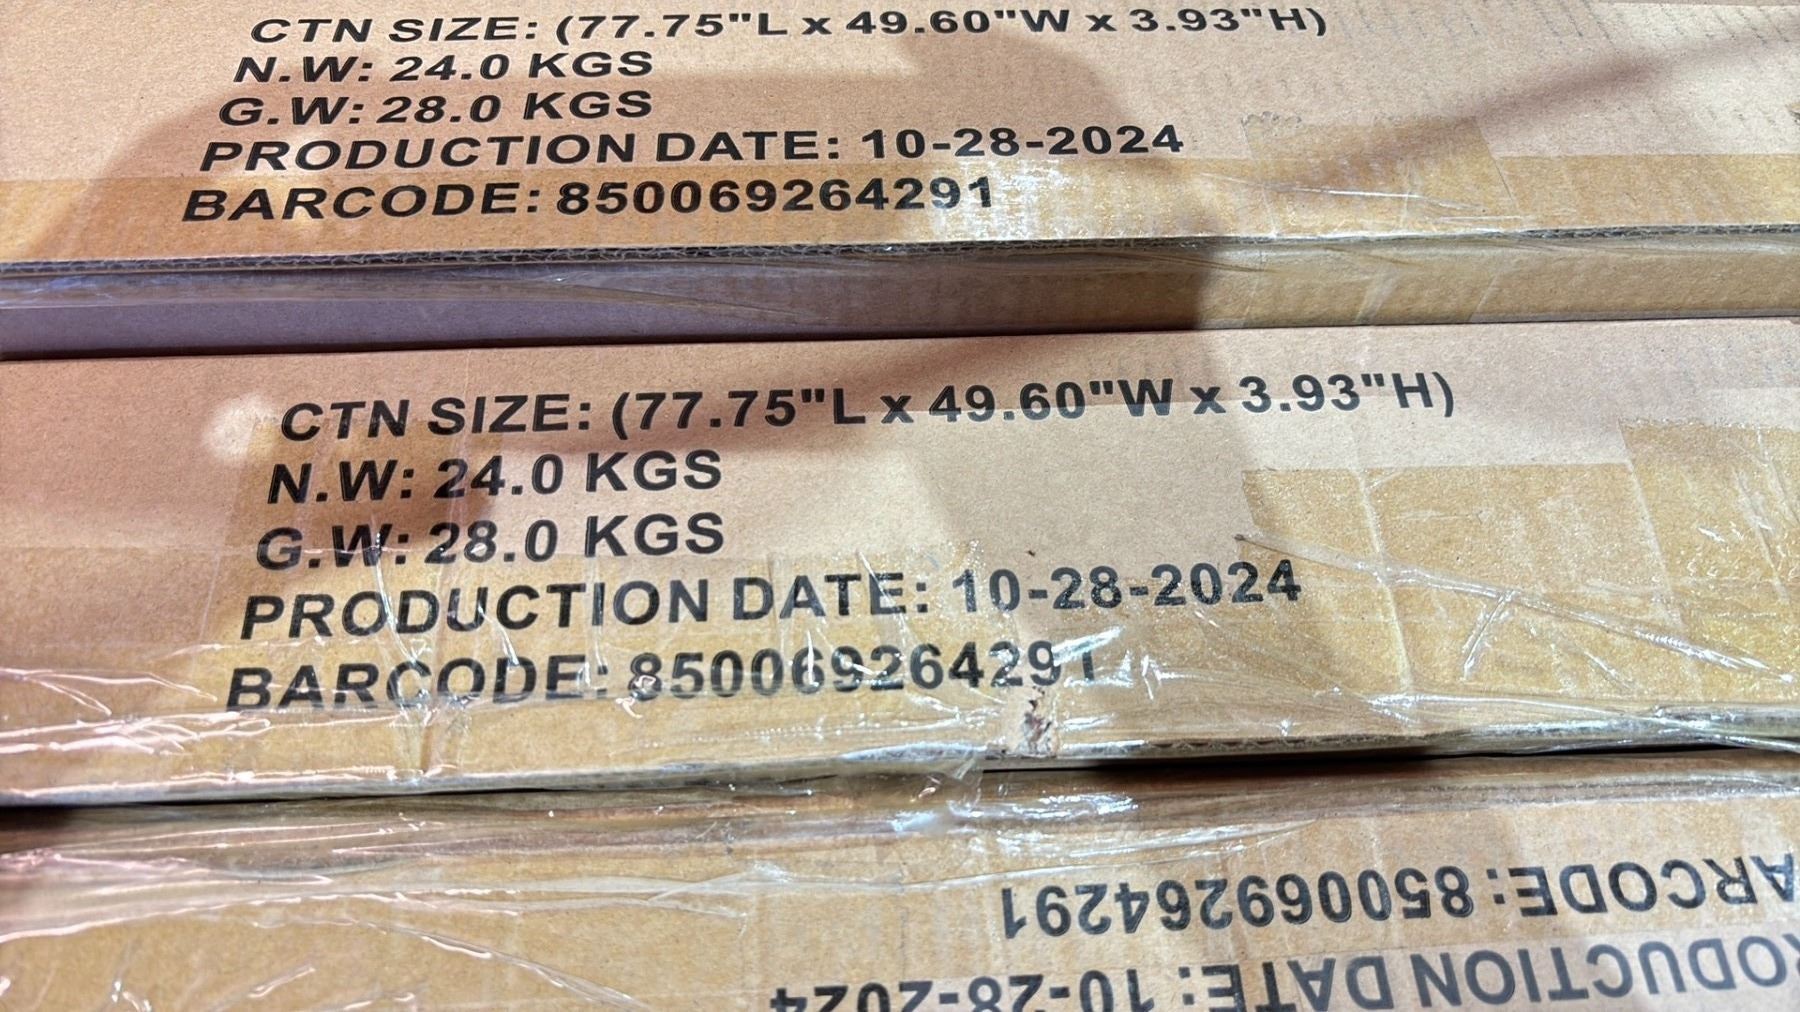 CTN SIZE: (77.75"L x 49.60"W x 3.93"H)
N.W: 24.0 KGS
G.W: 28.0 KGS
PRODUCTION DATE: 10-28-2024
BARCODE: 850069264291
CTN SIZE: (77.75"L x 49.60"W x 3.93"H)
N.W: 24.0 KGS
G.W: 28.0 KGS
PRODUCTION DATE: 10-28-2024
BARCODE: 850069264291
ARCODE: 850069264291
ODUCTION DATE: 10-28-2024